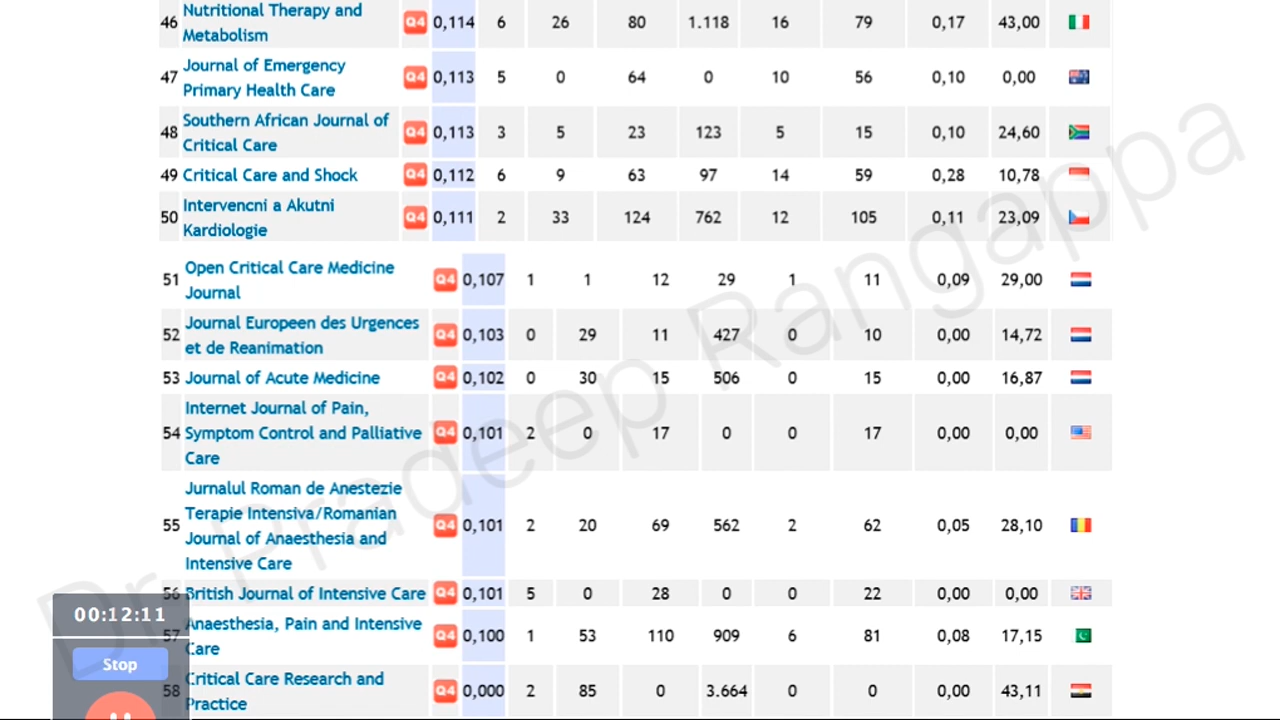 46 Nutritional Therapy and Metabolism Q4 0,114 6 26 80 1.118 16 79 0,17 43,00
47 Journal of Emergency Primary Health Care Q4 0,113 5 0 64 0 10 56 0,10 0,00
48 Southern African Journal of Critical Care Q4 0,113 3 5 23 123 5 15 0,10 24,60
49 Critical Care and Shock Q4 0,112 6 9 63 97 14 59 0,28 10,78
50 Intervencni a Akutni Kardiologie Q4 0,111 2 33 124 762 12 105 0,11 23,09
51 Open Critical Care Medicine Journal Q4 0,107 1 1 12 29 1 11 0,09 29,00
52 Journal Europeen des Urgences et de Reanimation Q4 0,103 0 29 11 427 0 10 0,00 14,72
53 Journal of Acute Medicine Q4 0,102 0 30 15 506 0 15 0,00 16,87
54 Internet Journal of Pain, Symptom Control and Palliative Care Q4 0,101 2 0 17 0 0 17 0,00 0,00
55 Jurnalul Roman de Anestezie Terapie Intensiva/Romanian Journal of Anaesthesia and Intensive Care Q4 0,101 2 20 69 562 2 62 0,05 28,10
56 British Journal of Intensive Care Q4 0,101 5 0 28 0 0 22 0,00 0,00
57 Anaesthesia, Pain and Intensive Care Q4 0,100 1 53 110 909 6 81 0,08 17,15
58 Critical Care Research and Practice Q4 0,000 2 85 0 3.664 0 0 0,00 43,11
00:12:11
Stop
Dr. Pradeep Rangappa